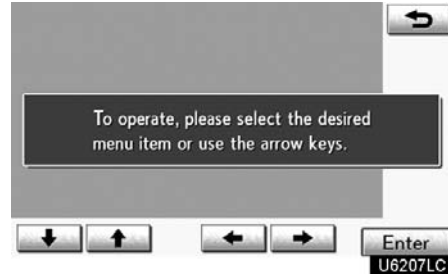 To operate, please select the desired
menu item or use the arrow keys.
Enter
U6207LC